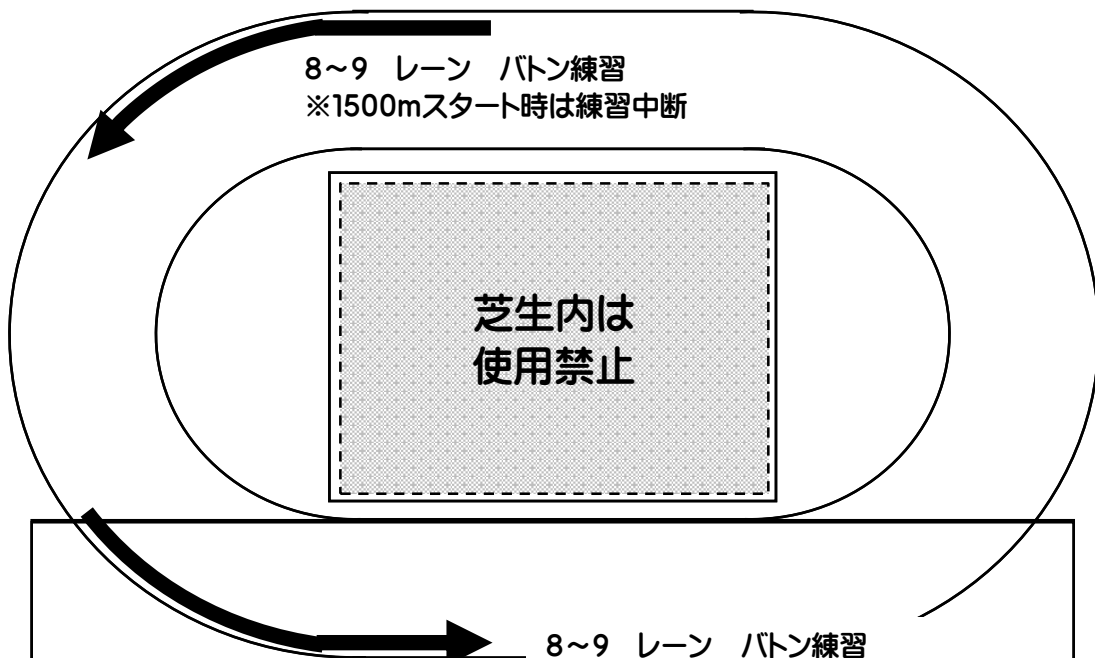 8～9　レーン　バトン練習
※1500mスタート時は練習中断
芝生内は
使用禁止
8～9　レーン　バトン練習